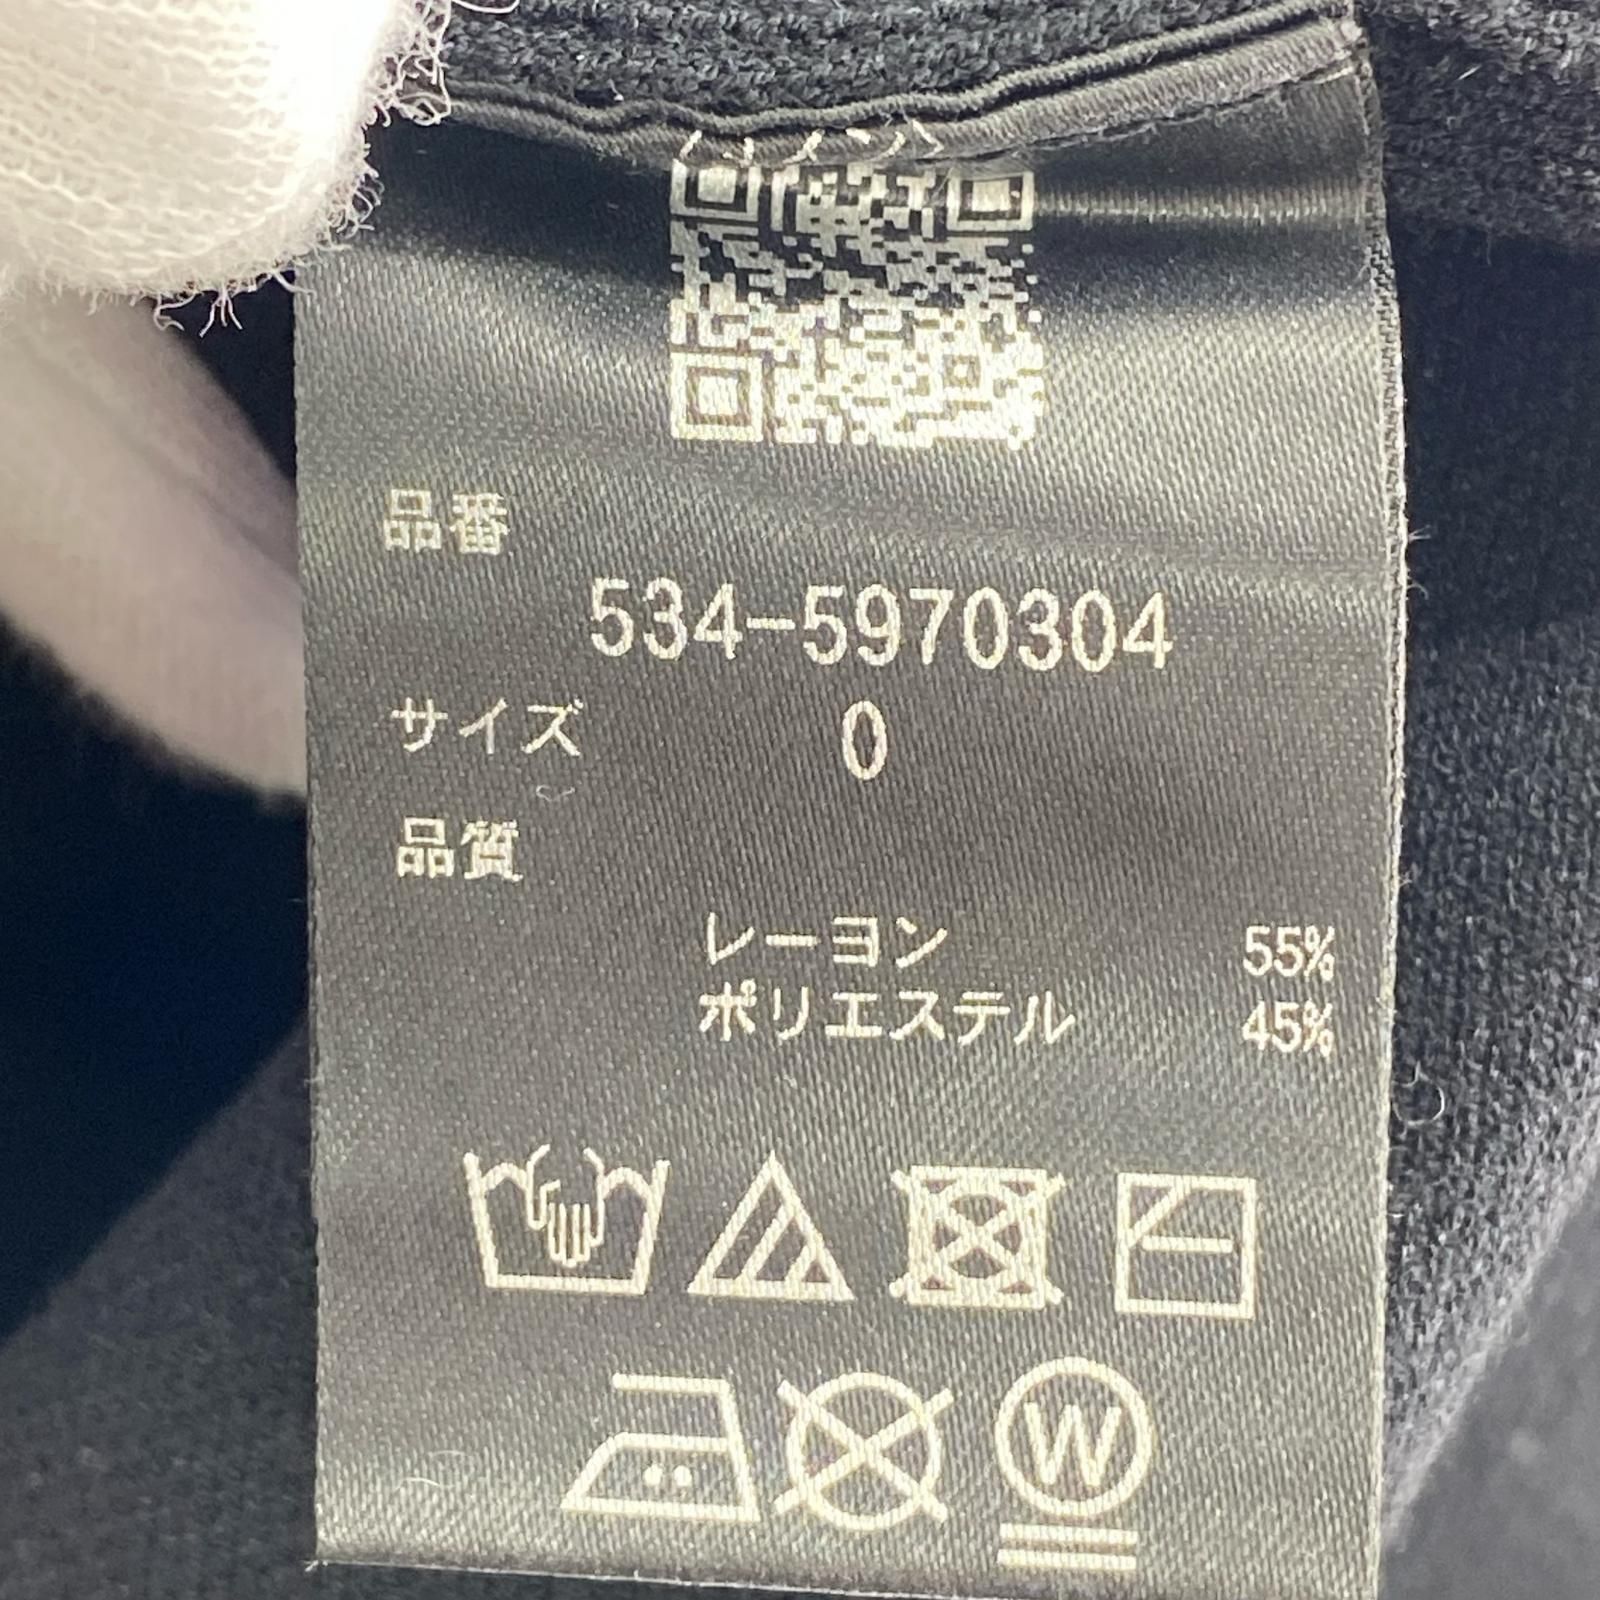 品番
534-5970304
サイズ 0
品質
レーヨン 55%
ポリエステル 45%
W